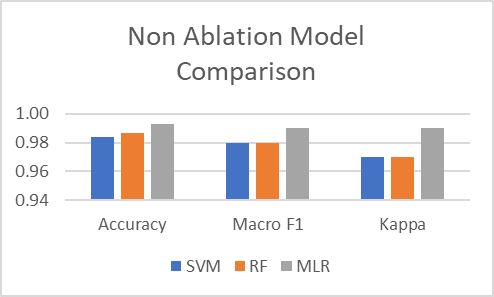 Non Ablation Model
Comparison
1.00
0.98
0.96
0.94
Accuracy Macro F1 Kappa
SVM RF MLR